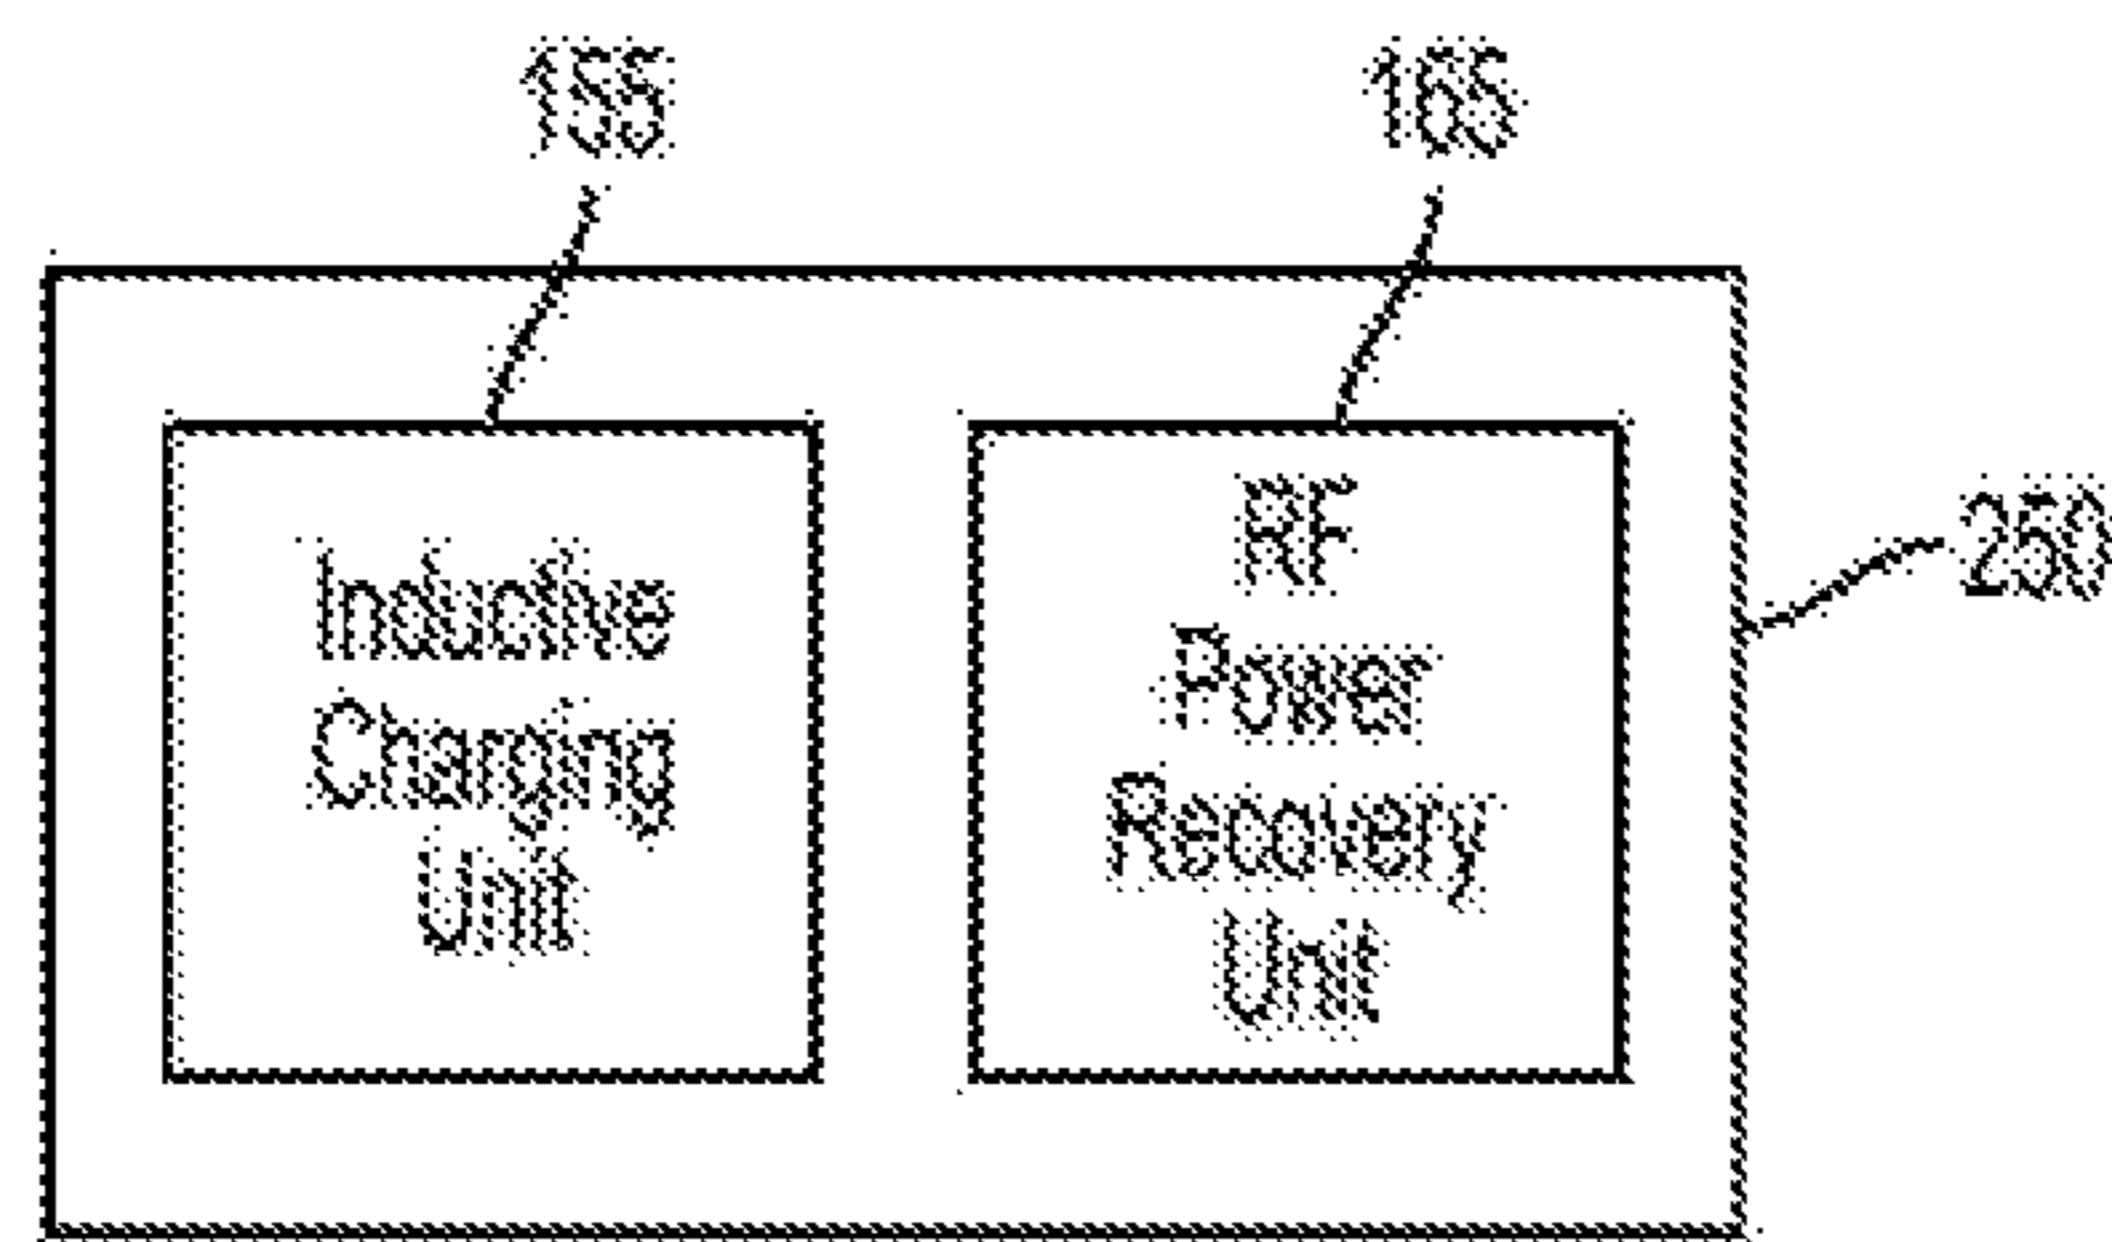 155
165
Inductive
Charging
Unit
RF
Power
Recovery
Unit
250